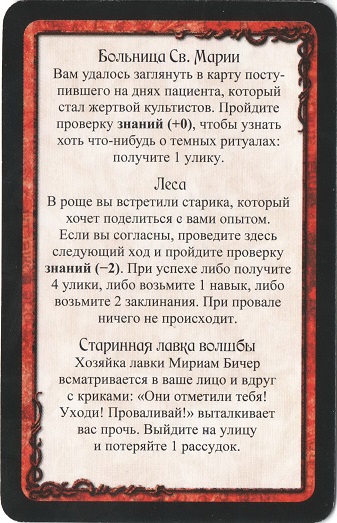 Больница Св. Марии
Вам удалось заглянуть в карту посту-
пившего на днях пациента, который
стал жертвой культистов. Пройдите
проверку знаний (+0), чтобы узнать
хоть что-нибудь о темных ритуалах:
получите 1 улику.
Леса
В роще вы встретили старика, который
хочет поделиться с вами опытом.
Если вы согласны, проведите здесь
следующий ход и пройдите проверку
знаний (−2). При успехе либо получите
4 улики, либо возьмите 1 навык, либо
возьмите 2 заклинания. При провале
ничего не происходит.
Старинная лавка волшбы
Хозяйка лавки Мириам Бичер
всматривается в ваше лицо и вдруг
с криками: «Они отметили тебя!
Уходи! Проваливай!» выталкивает
вас прочь. Выйдите на улицу
и потеряйте 1 рассудок.